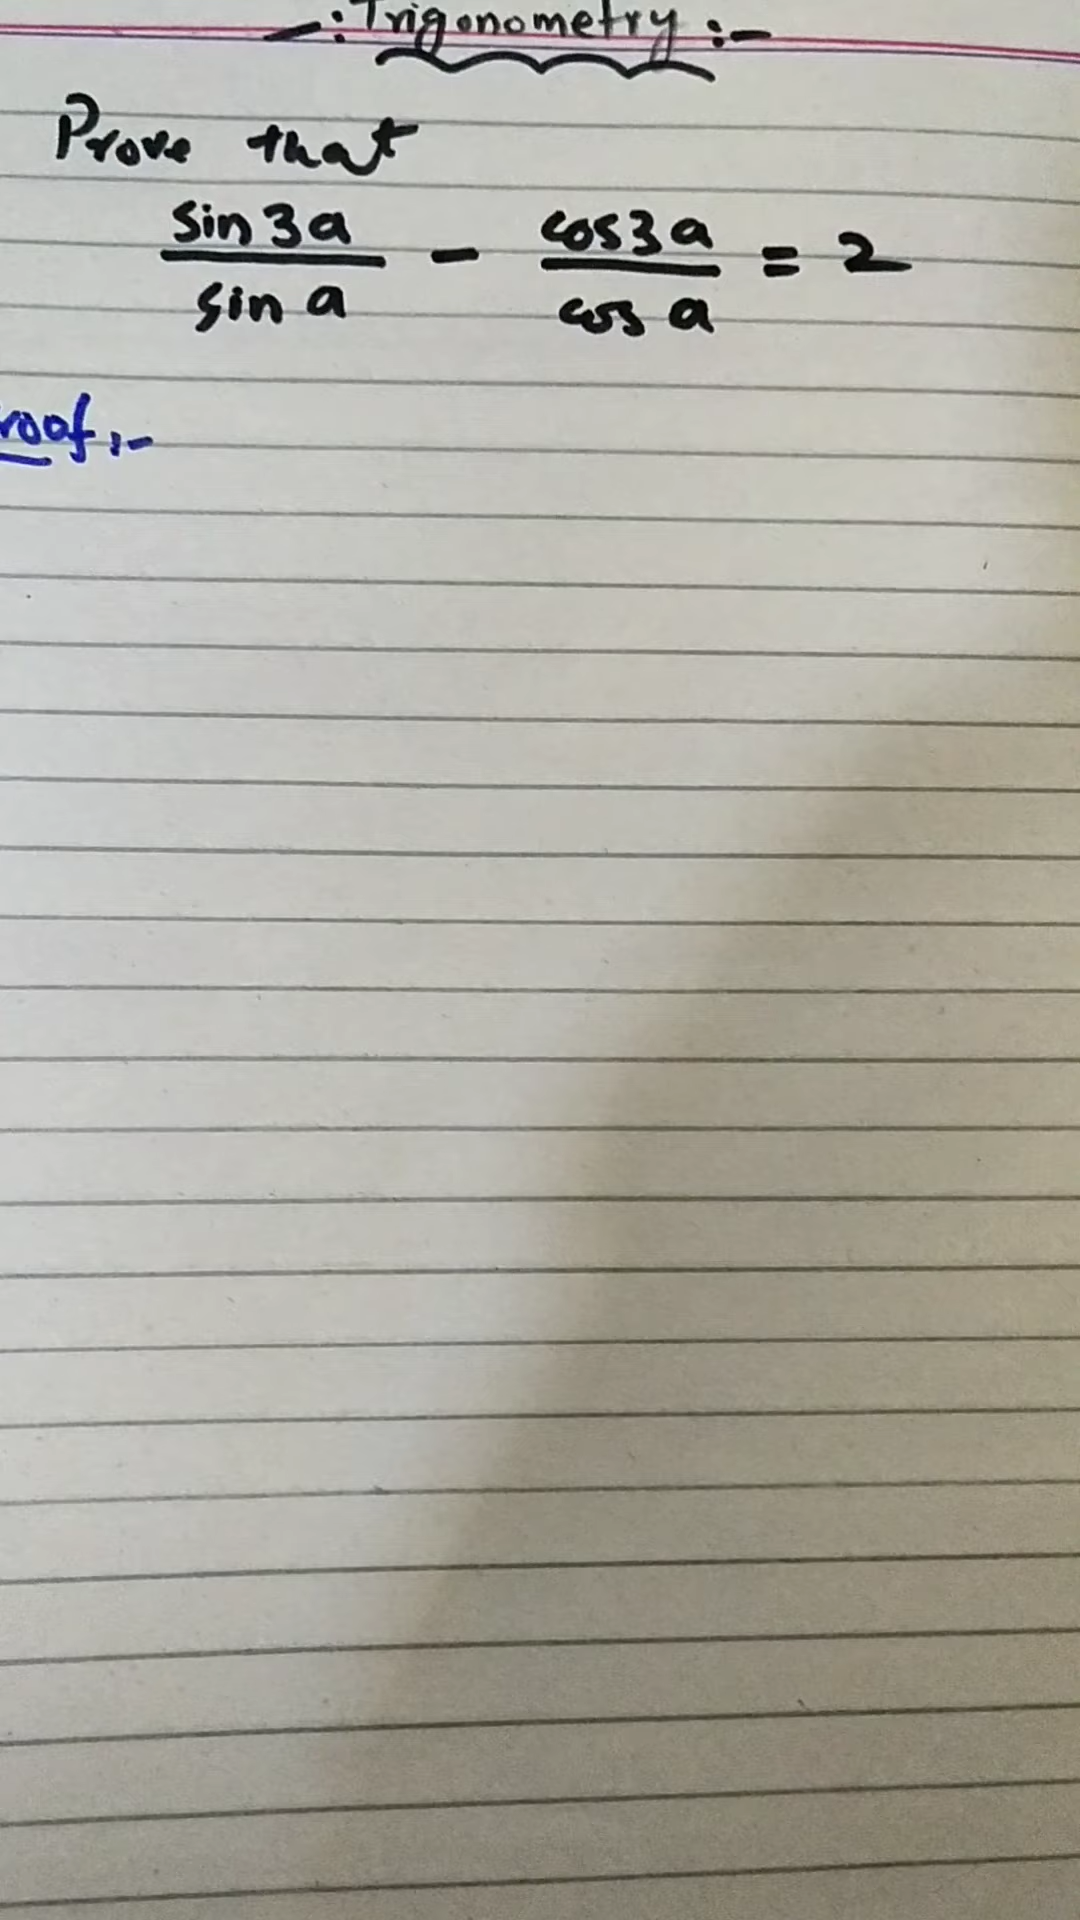 -: Trigonometry :-
Prove that
sin 3a / sin a - cos 3a / cos a = 2
roof :-